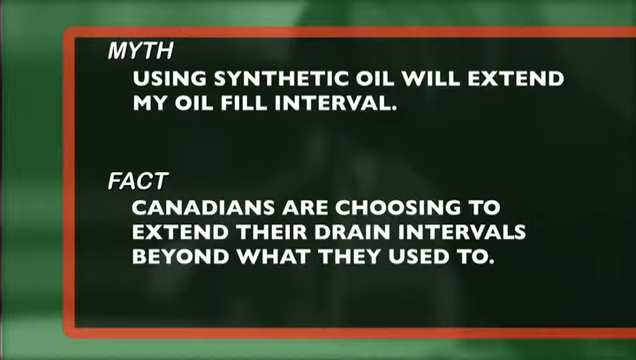 MYTH
USING SYNTHETIC OIL WILL EXTEND
MY OIL FILL INTERVAL.
FACT
CANADIANS ARE CHOOSING TO
EXTEND THEIR DRAIN INTERVALS
BEYOND WHAT THEY USED TO.